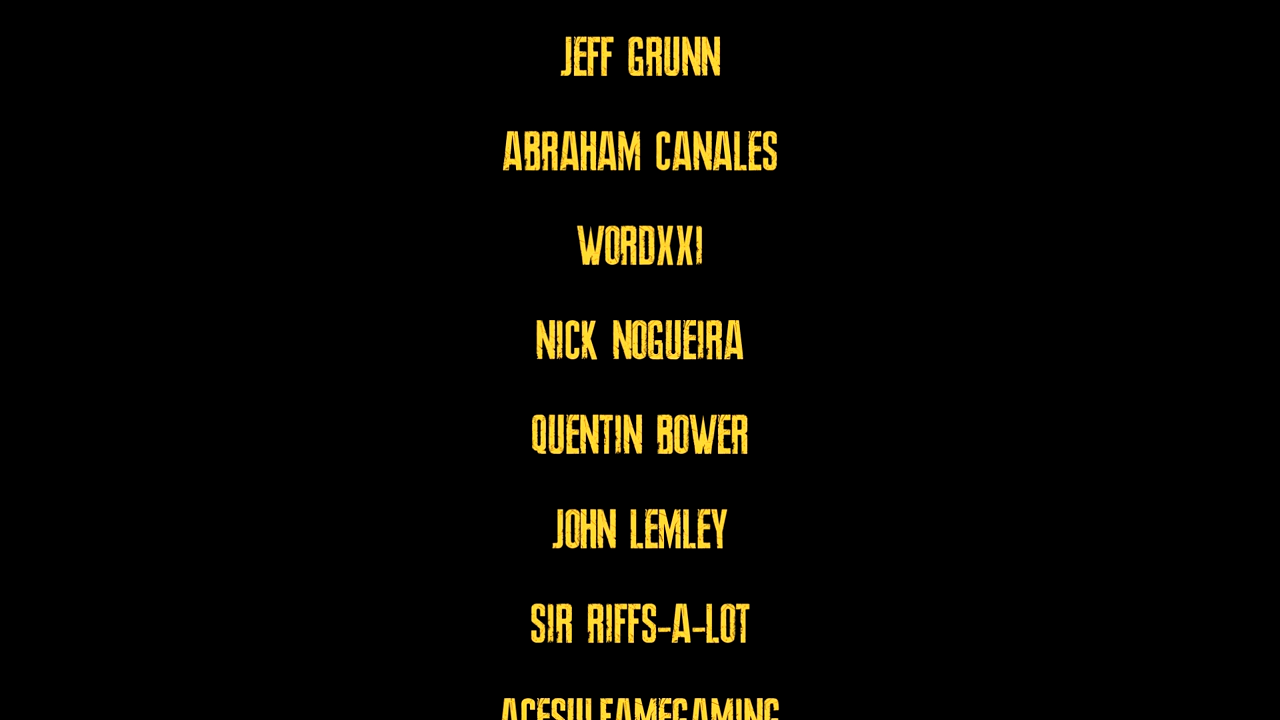 JEFF GRUNN
ABRAHAM CANALES
WORDXXI
NICK NOGUEIRA
QUENTIN BOWER
JOHN LEMLEY
SIR RIFFS-A-LOT